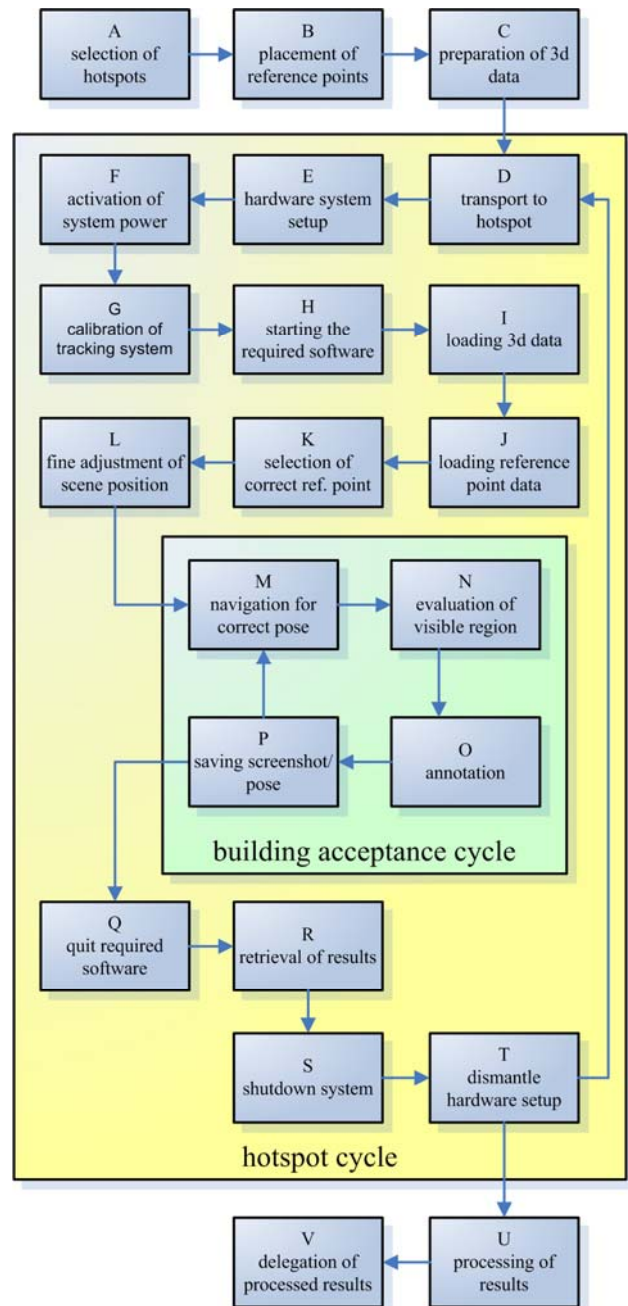 A
selection of
hotspots
B
placement of
reference points
C
preparation of 3d
data
F
activation of
system power
E
hardware system
setup
D
transport to
hotspot
G
calibration of
tracking system
H
starting the
required software
I
loading 3d data
L
fine adjustment of
scene position
K
selection of
correct ref. point
J
loading reference
point data
M
navigation for
correct pose
N
evaluation of
visible region
P
saving screenshot/
pose
O
annotation
building acceptance cycle
Q
quit required
software
R
retrieval of results
S
shutdown system
T
dismantle
hardware setup
hotspot cycle
V
delegation of
processed results
U
processing of
results